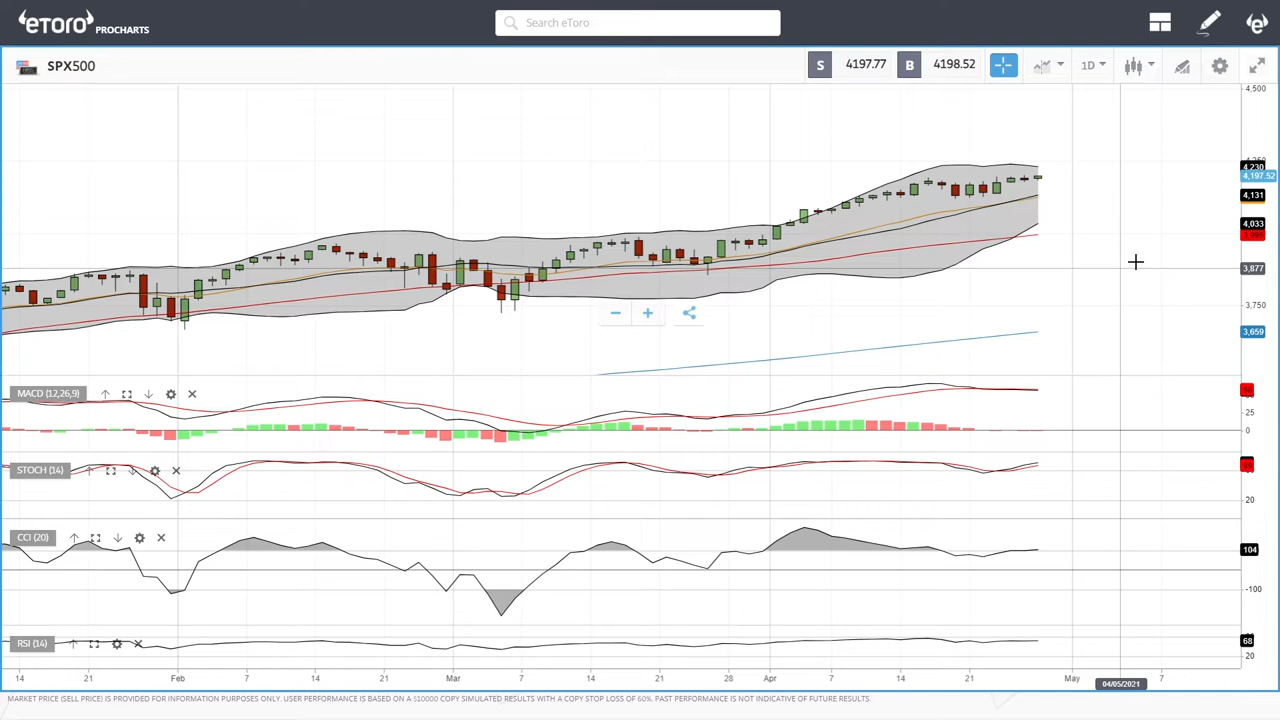 eToro PROCHARTS
Search eToro
SPX500
S 4197.77 B 4198.52
1D
4,500
4,230
4,197.52
4,131
4,033
3,877
3,750
3,659
MACD (12,26,9)
25
0
STOCH (14)
20
CCI (20)
104
-100
RSI (14)
68
20
14 21 Feb 7 14 21 Mar 7 14 21 28 Apr 7 14 21 May 7
04/05/2021
MARKET PRICE (SELL PRICE) IS PROVIDED FOR INFORMATION PURPOSES ONLY. USER PERFORMANCE IS BASED ON A $10000 COPY SIMULATED RESULTS WITH A COPY STOP LOSS OF 60%. PAST PERFORMANCE IS NOT INDICATIVE OF FUTURE RESULTS.